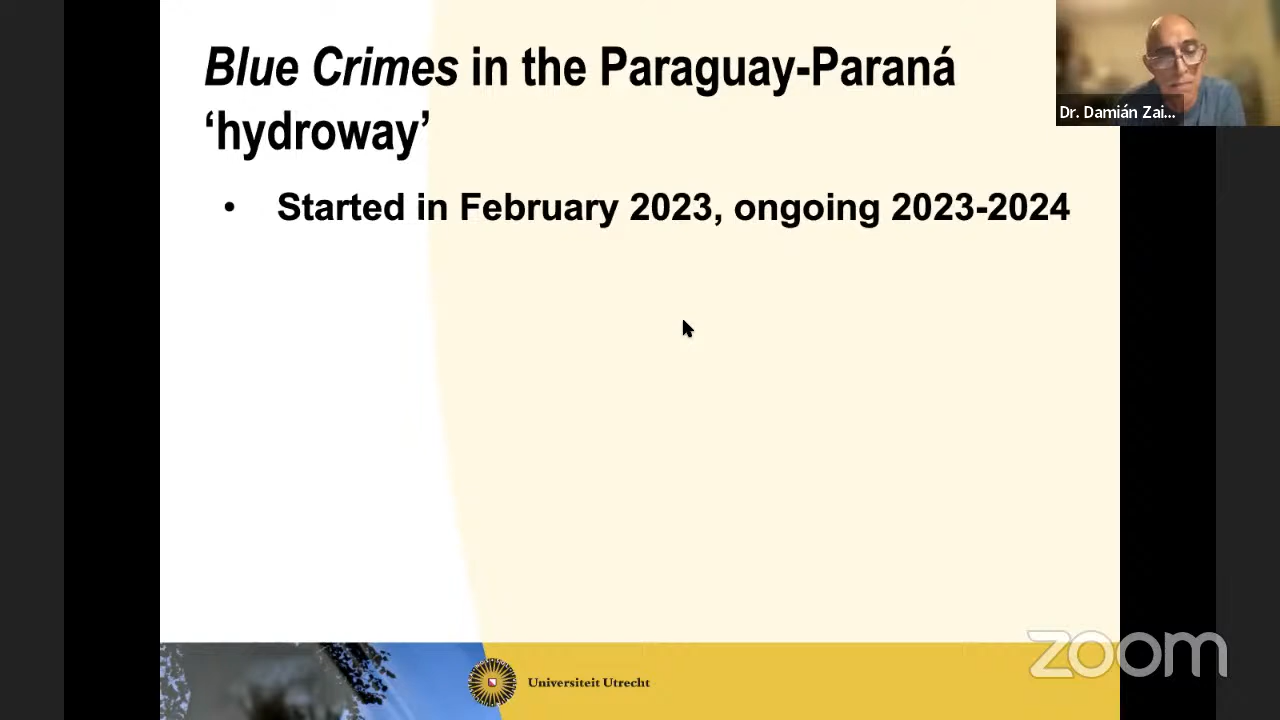 Blue Crimes in the Paraguay-Paraná
‘hydroway’
• Started in February 2023, ongoing 2023-2024
Dr. Damián Zai...
Universiteit Utrecht
zoom